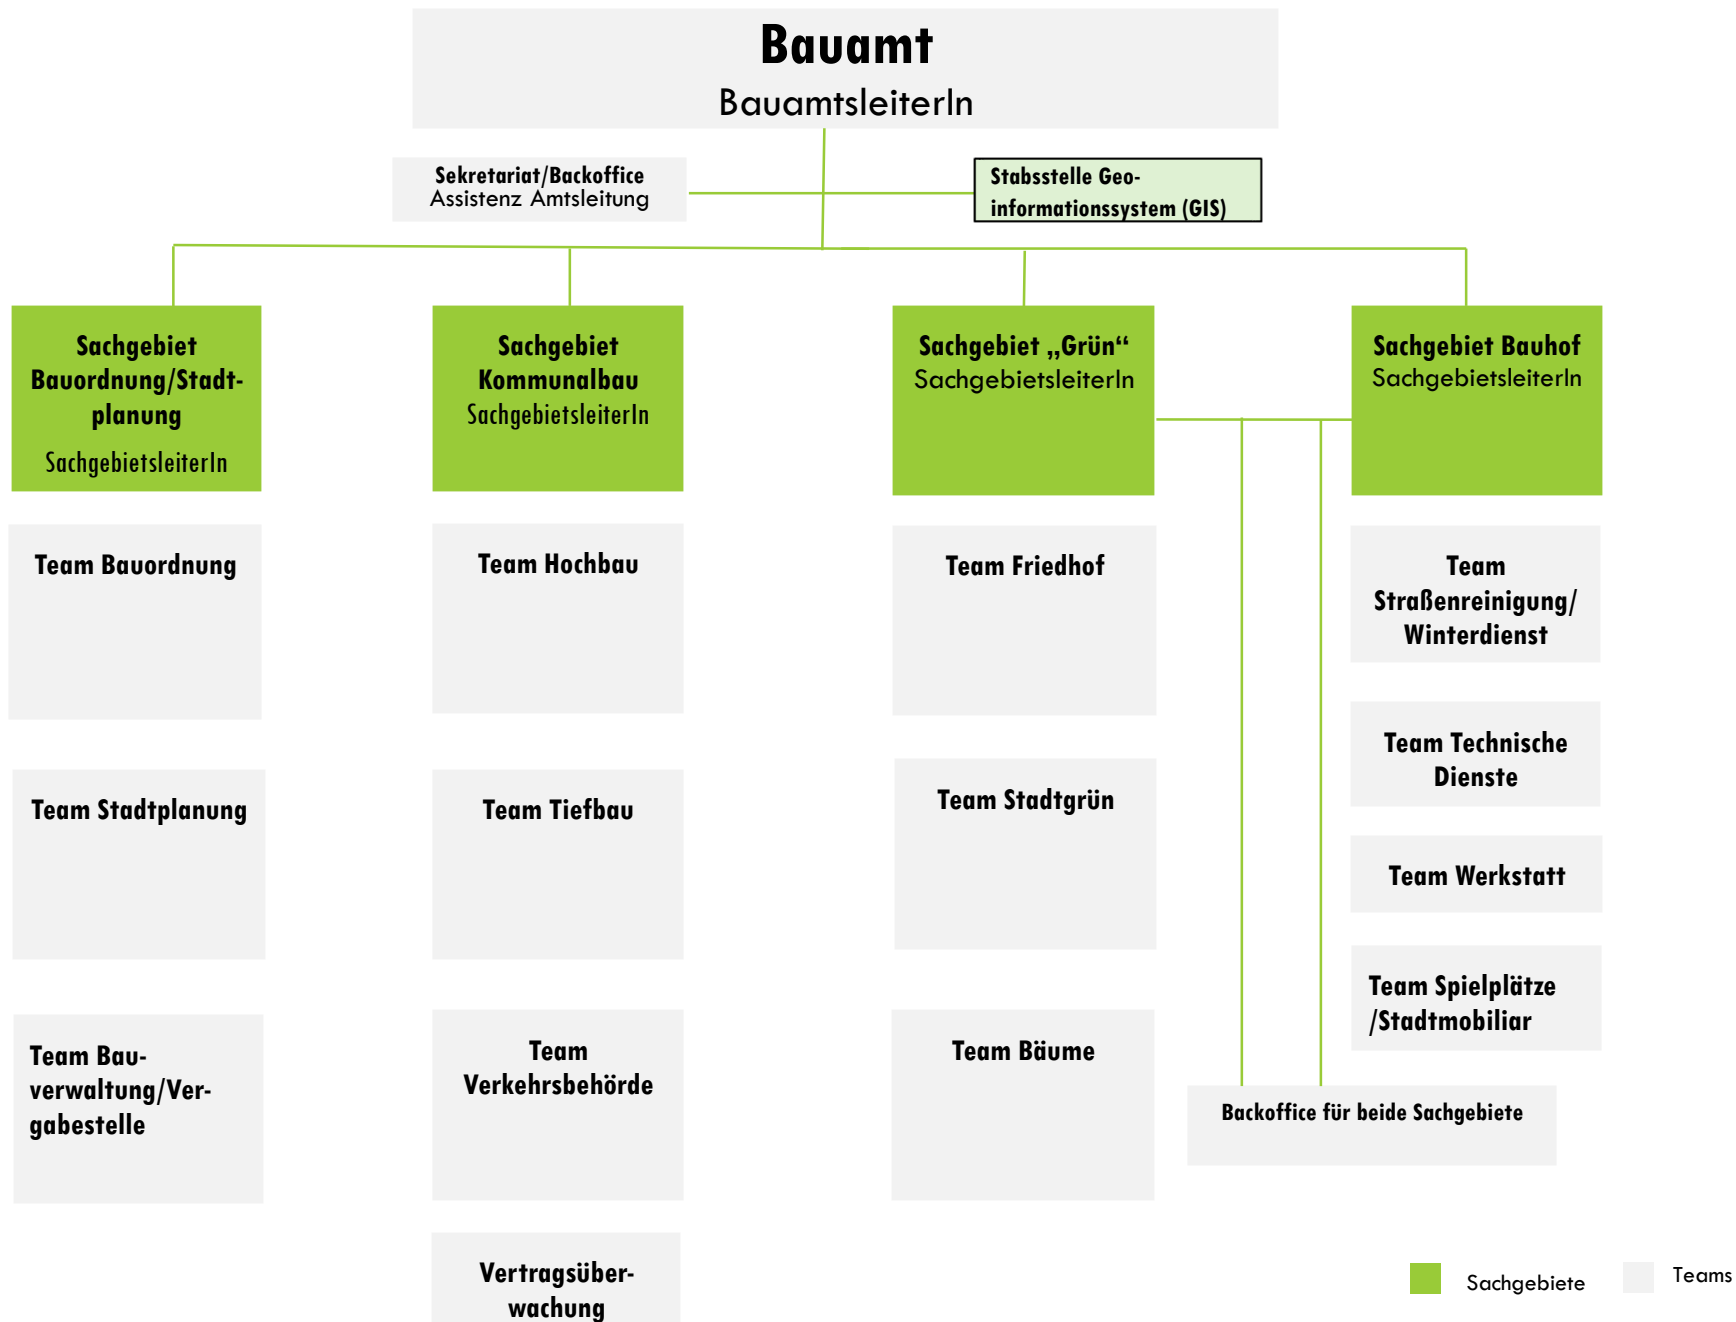 Bauamt
BauamtsleiterIn
Sekretariat/Backoffice
Assistenz Amtsleitung
Stabsstelle Geo-
informationssystem (GIS)
Sachgebiet
Bauordnung/Stadt-
planung
SachgebietsleiterIn
Sachgebiet
Kommunalbau
SachgebietsleiterIn
Sachgebiet „Grün“
SachgebietsleiterIn
Sachgebiet Bauhof
SachgebietsleiterIn
Team Bauordnung
Team Stadtplanung
Team Bau-
verwaltung/Ver-
gabestelle
Team Hochbau
Team Tiefbau
Team
Verkehrsbehörde
Vertragsüber-
wachung
Team Friedhof
Team Stadtgrün
Team Bäume
Team
Straßenreinigung/
Winterdienst
Team Technische
Dienste
Team Werkstatt
Team Spielplätze
/Stadtmobiliar
Backoffice für beide Sachgebiete
Sachgebiete
Teams